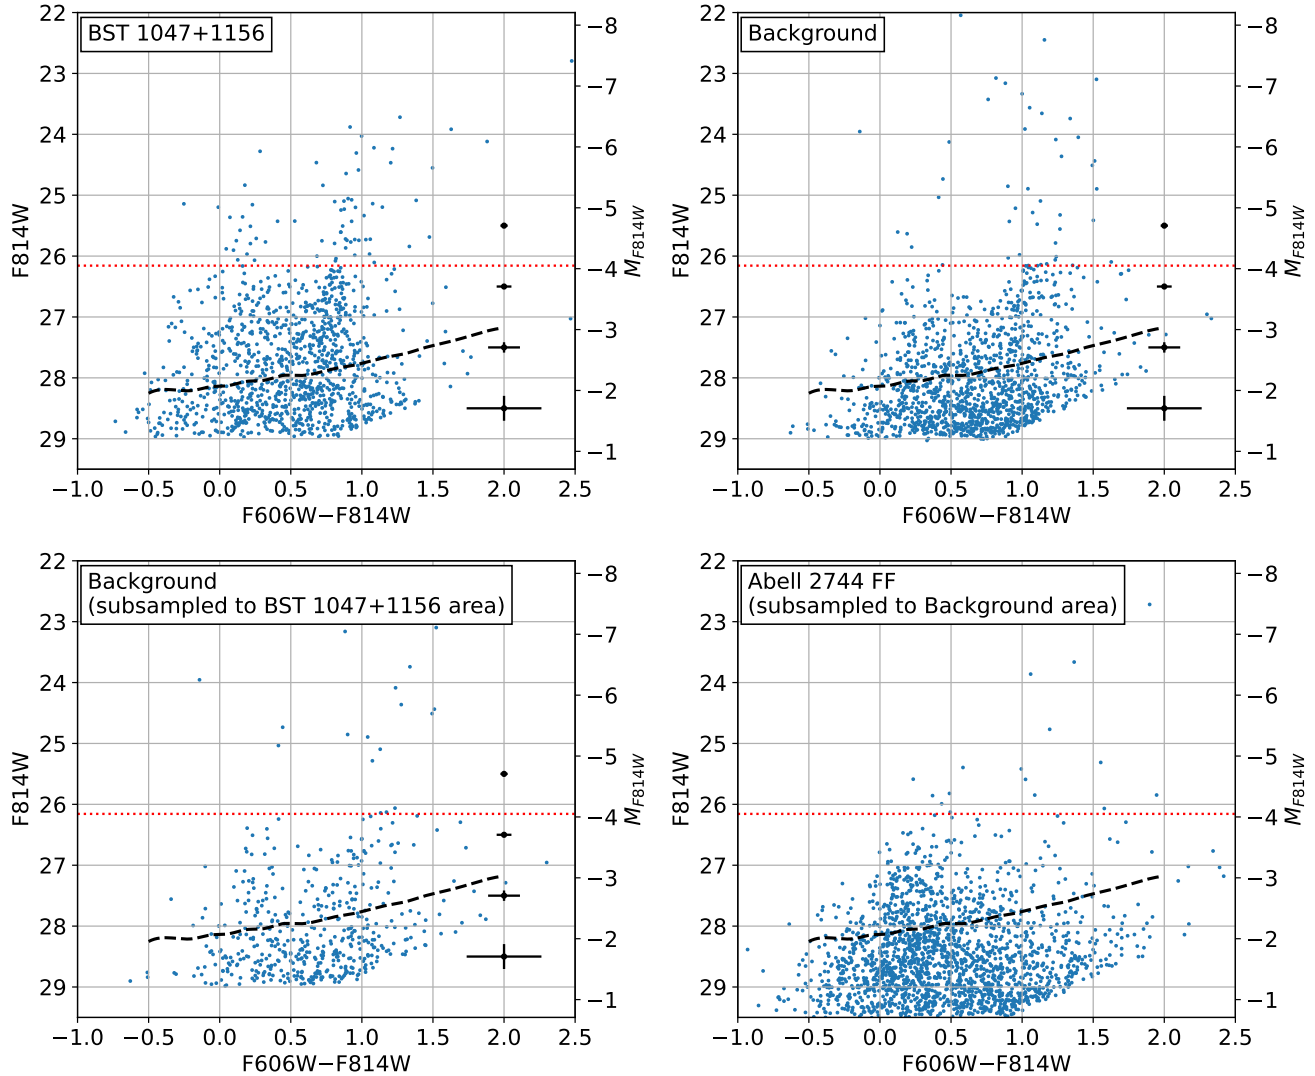 BST 1047+1156
22
23
24
25
26
27
28
29
F814W
−8
−7
−6
−5
−4
−3
−2
−1
M_F814W
−1.0 −0.5 0.0 0.5 1.0 1.5 2.0 2.5
F606W−F814W
Background
22
23
24
25
26
27
28
29
F814W
−8
−7
−6
−5
−4
−3
−2
−1
M_F814W
−1.0 −0.5 0.0 0.5 1.0 1.5 2.0 2.5
F606W−F814W
Background
(subsampled to BST 1047+1156 area)
22
23
24
25
26
27
28
29
F814W
−8
−7
−6
−5
−4
−3
−2
−1
M_F814W
−1.0 −0.5 0.0 0.5 1.0 1.5 2.0 2.5
F606W−F814W
Abell 2744 FF
(subsampled to Background area)
22
23
24
25
26
27
28
29
F814W
−8
−7
−6
−5
−4
−3
−2
−1
M_F814W
−1.0 −0.5 0.0 0.5 1.0 1.5 2.0 2.5
F606W−F814W